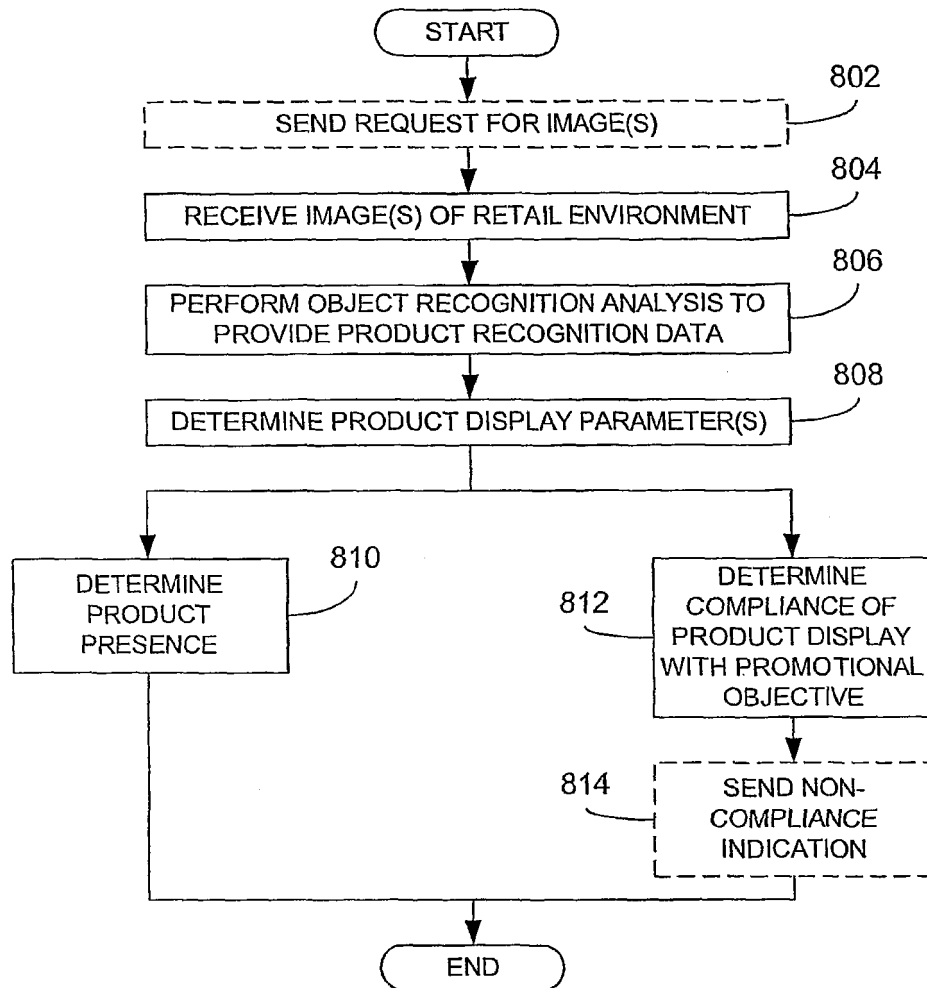 START
802
SEND REQUEST FOR IMAGE(S)
804
RECEIVE IMAGE(S) OF RETAIL ENVIRONMENT
806
PERFORM OBJECT RECOGNITION ANALYSIS TO
PROVIDE PRODUCT RECOGNITION DATA
808
DETERMINE PRODUCT DISPLAY PARAMETER(S)
810
DETERMINE
PRODUCT
PRESENCE
812
DETERMINE
COMPLIANCE OF
PRODUCT DISPLAY
WITH PROMOTIONAL
OBJECTIVE
814
SEND NON-
COMPLIANCE
INDICATION
END